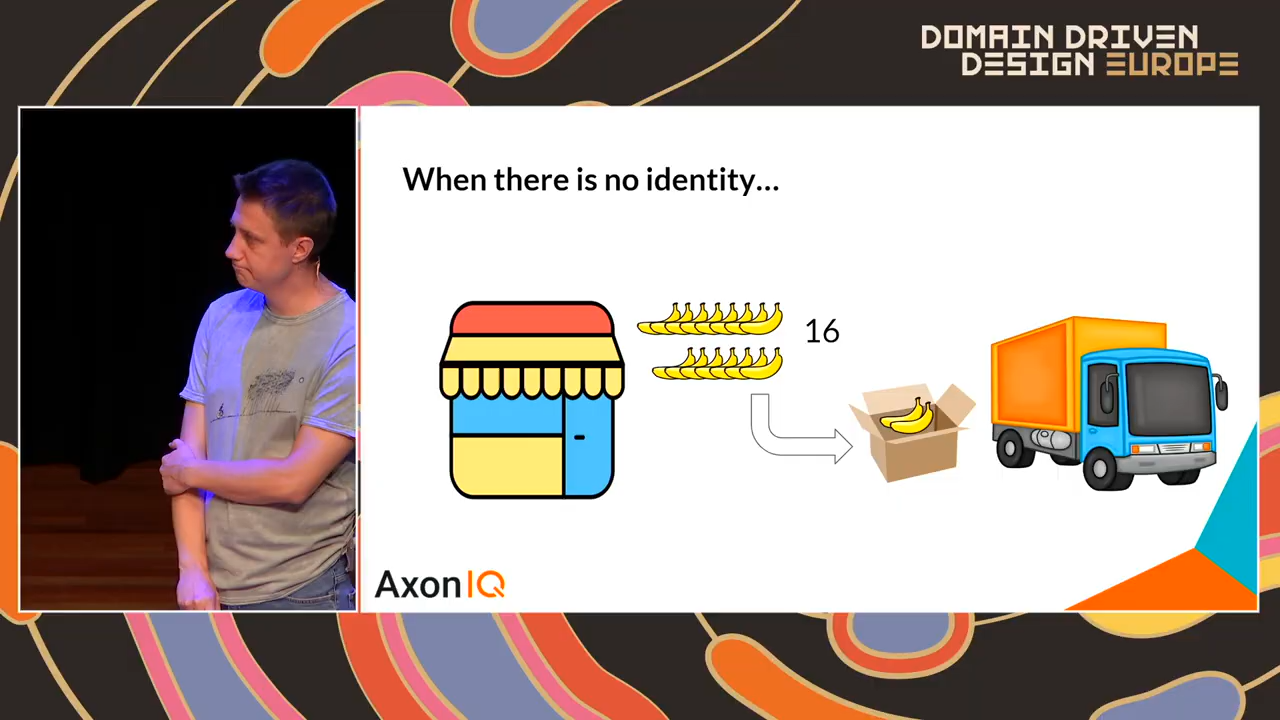 DOMAIN DRIVEN
DESIGN EUROPE
When there is no identity...
16
AxonIQ